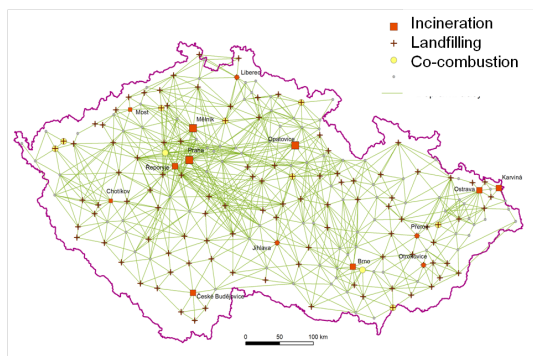 Incineration
Landfilling
Co-combustion
Liberec
Most
Mělník
Opatovice
Praha
Řeporyje
Chotíkov
Karviná
Ostrava
Přerov
Jihlava
Otrokovice
Brno
České Budějovice
0 50 100 km